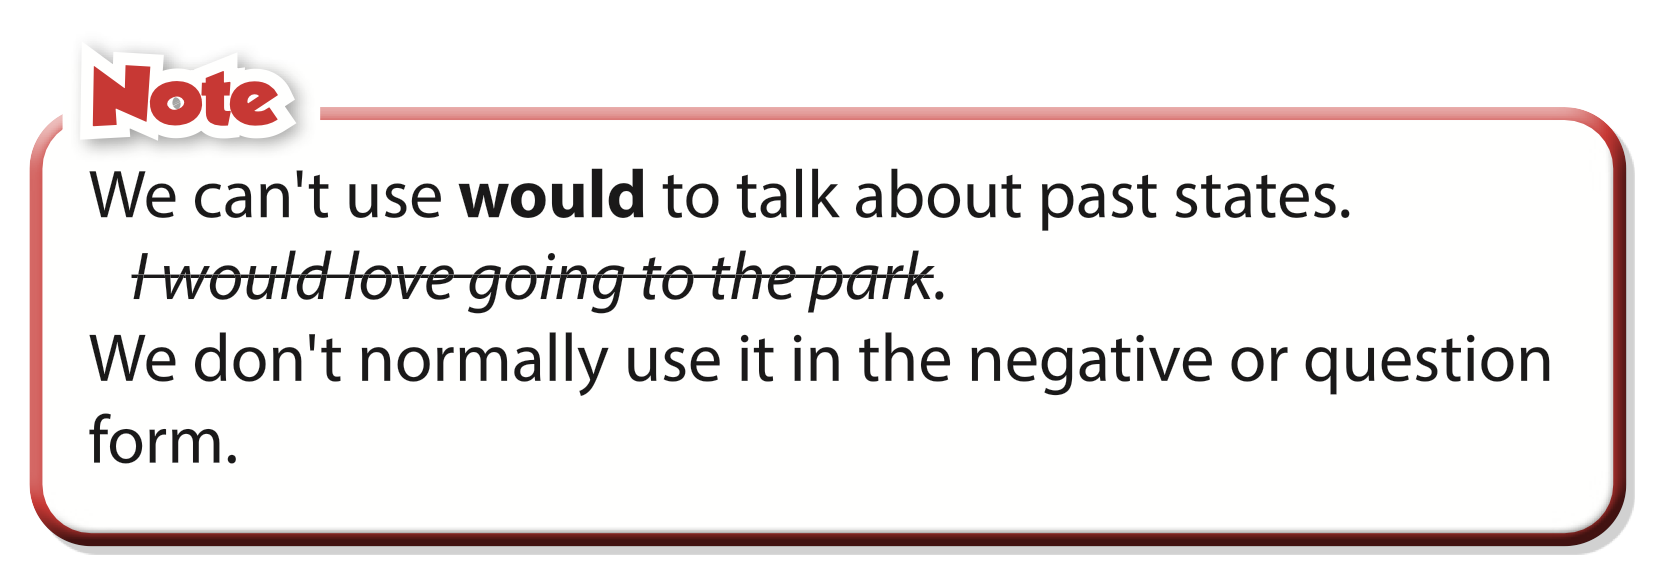 Note
We can't use would to talk about past states.
I would love going to the park.
We don't normally use it in the negative or question
form.